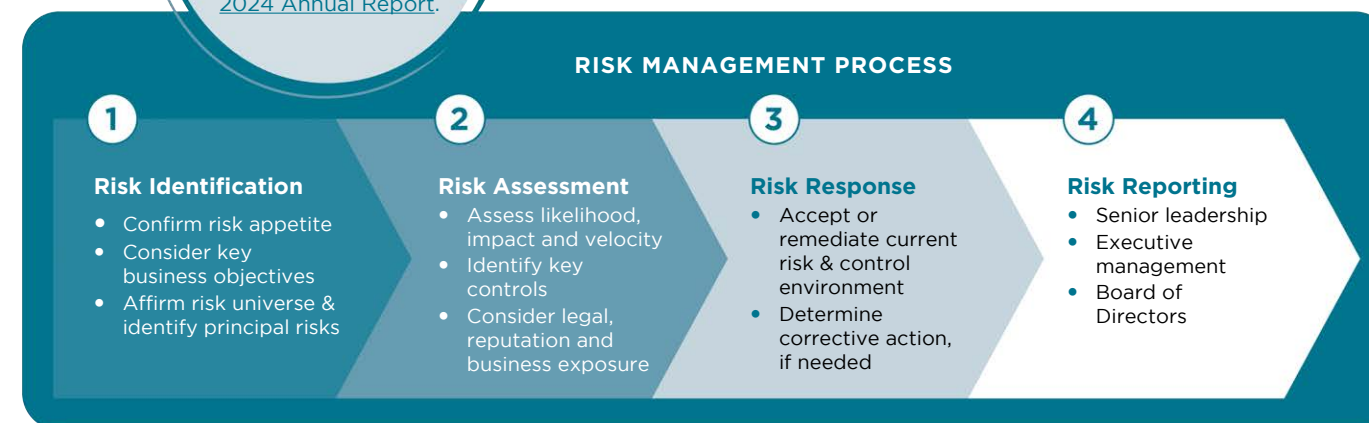 2024 Annual Report.
RISK MANAGEMENT PROCESS
1
Risk Identification
• Confirm risk appetite
• Consider key
business objectives
• Affirm risk universe &
identify principal risks
2
Risk Assessment
• Assess likelihood,
impact and velocity
• Identify key
controls
• Consider legal,
reputation and
business exposure
3
Risk Response
• Accept or
remediate current
risk & control
environment
• Determine
corrective action,
if needed
4
Risk Reporting
• Senior leadership
• Executive
management
• Board of
Directors